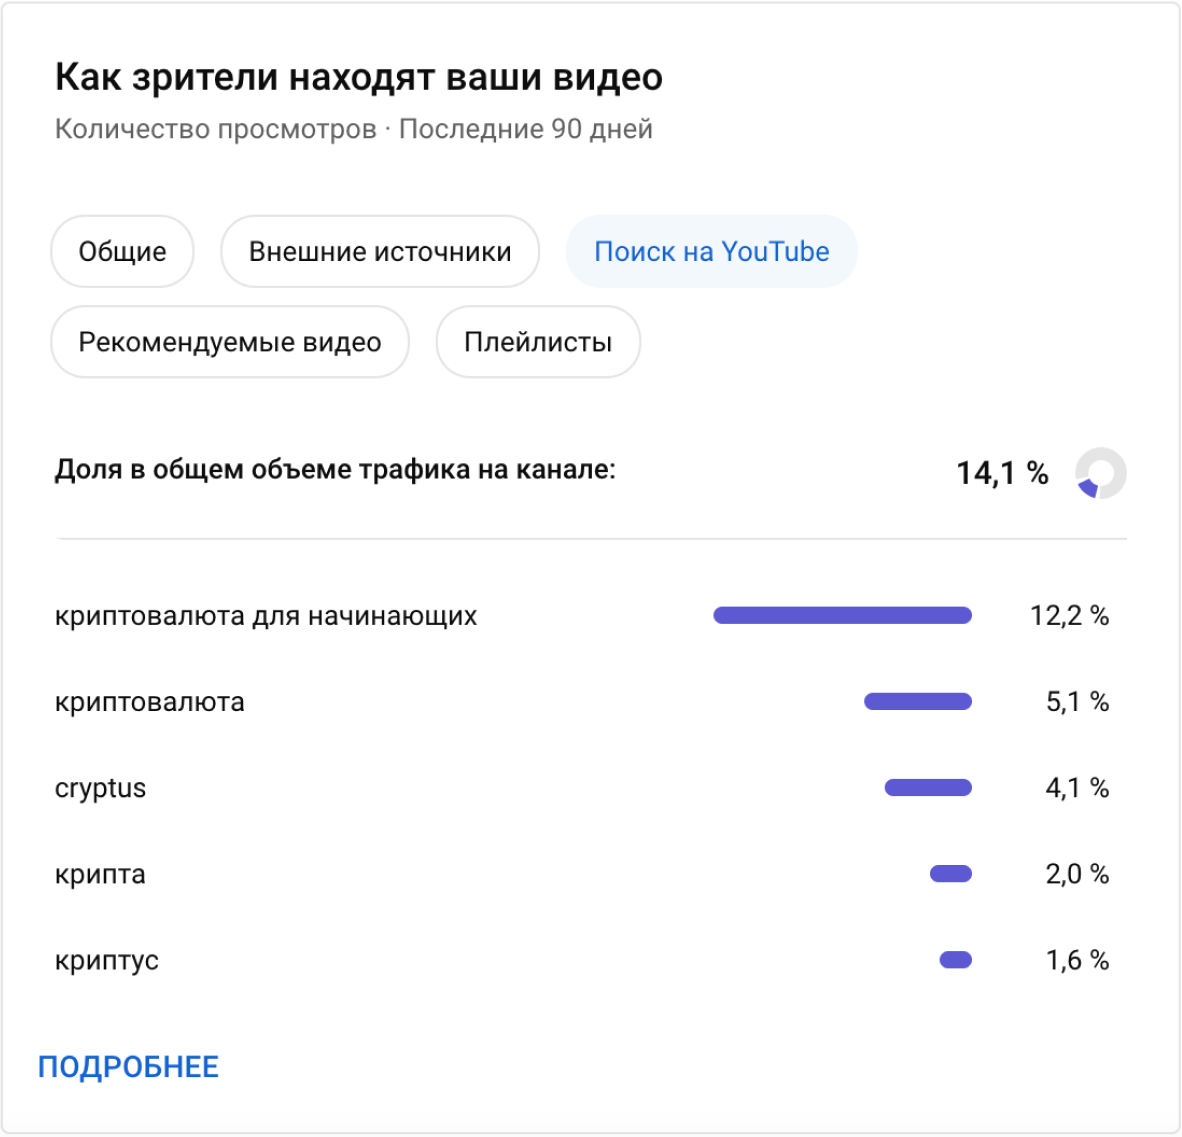 Как зрители находят ваши видео
Количество просмотров · Последние 90 дней
Общие
Внешние источники
Поиск на YouTube
Рекомендуемые видео
Плейлисты
Доля в общем объеме трафика на канале: 14,1 %
криптовалюта для начинающих 12,2 %
криптовалюта 5,1 %
cryptus 4,1 %
крипта 2,0 %
криптус 1,6 %
ПОДРОБНЕЕ